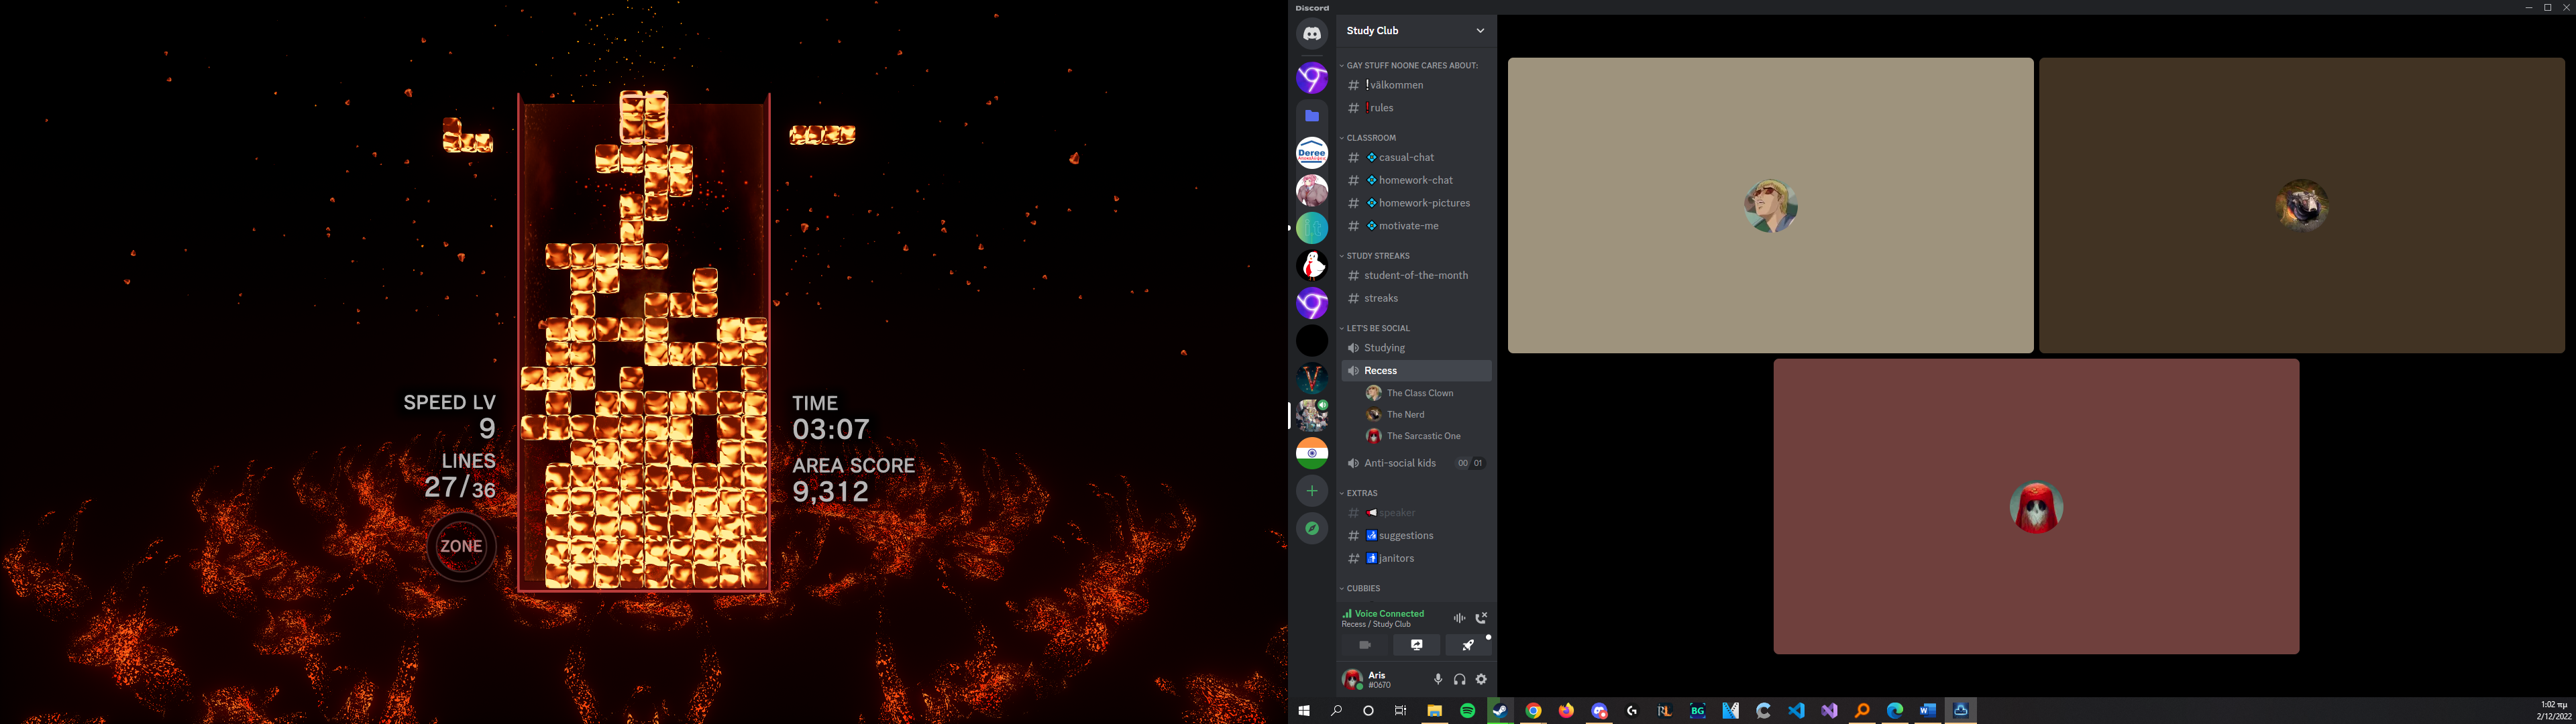 SPEED LV
9
LINES
27/36
ZONE
TIME
03:07
AREA SCORE
9,312
Discord
Study Club
GAY STUFF NOONE CARES ABOUT:
!välkommen
!rules
CLASSROOM
casual-chat
homework-chat
homework-pictures
motivate-me
STUDY STREAKS
student-of-the-month
streaks
LET'S BE SOCIAL
Studying
Recess
The Class Clown
The Nerd
The Sarcastic One
Anti-social kids 00 01
EXTRAS
speaker
suggestions
janitors
CUBBIES
Voice Connected
Recess / Study Club
Aris
#0670
Deree
BG
1:02 πμ